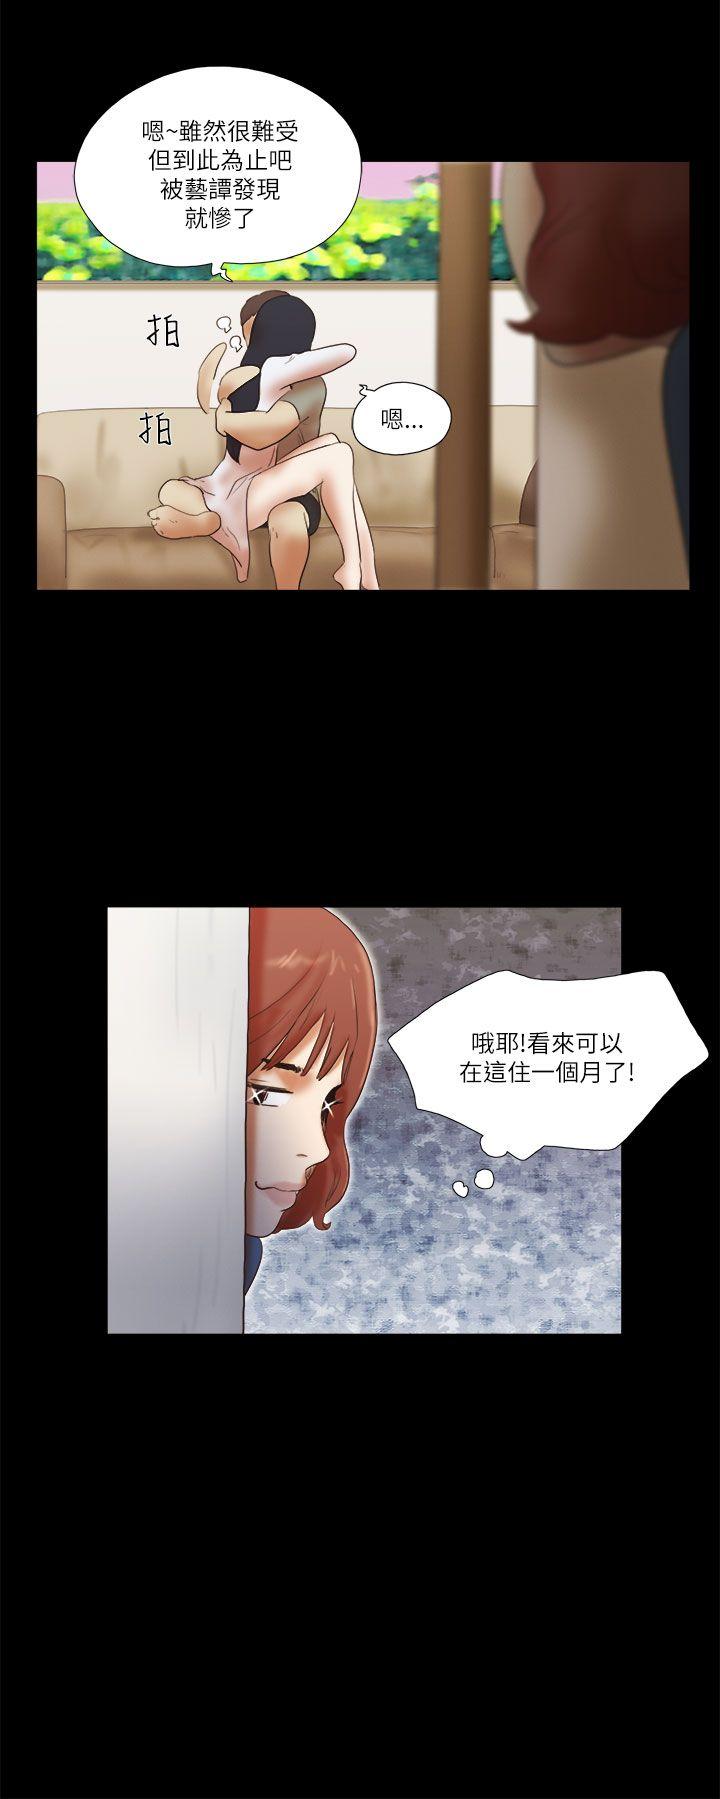 嗯~雖然很難受
但到此為止吧
被藝譚發現
就慘了
拍
拍
嗯...
哦耶!看來可以
在這住一個月了!